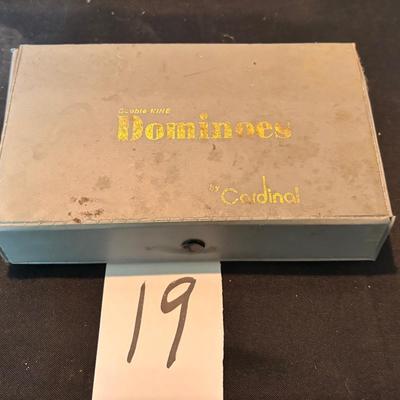 Double NINE
Dominoes
by Cardinal
19